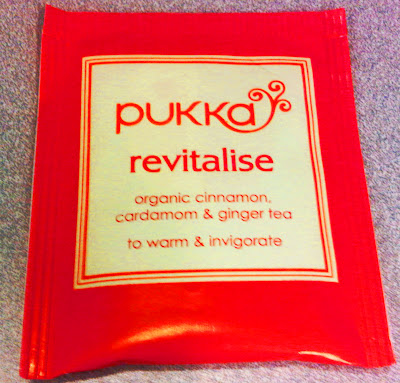 pukka
revitalise
organic cinnamon,
cardamom & ginger tea
to warm & invigorate